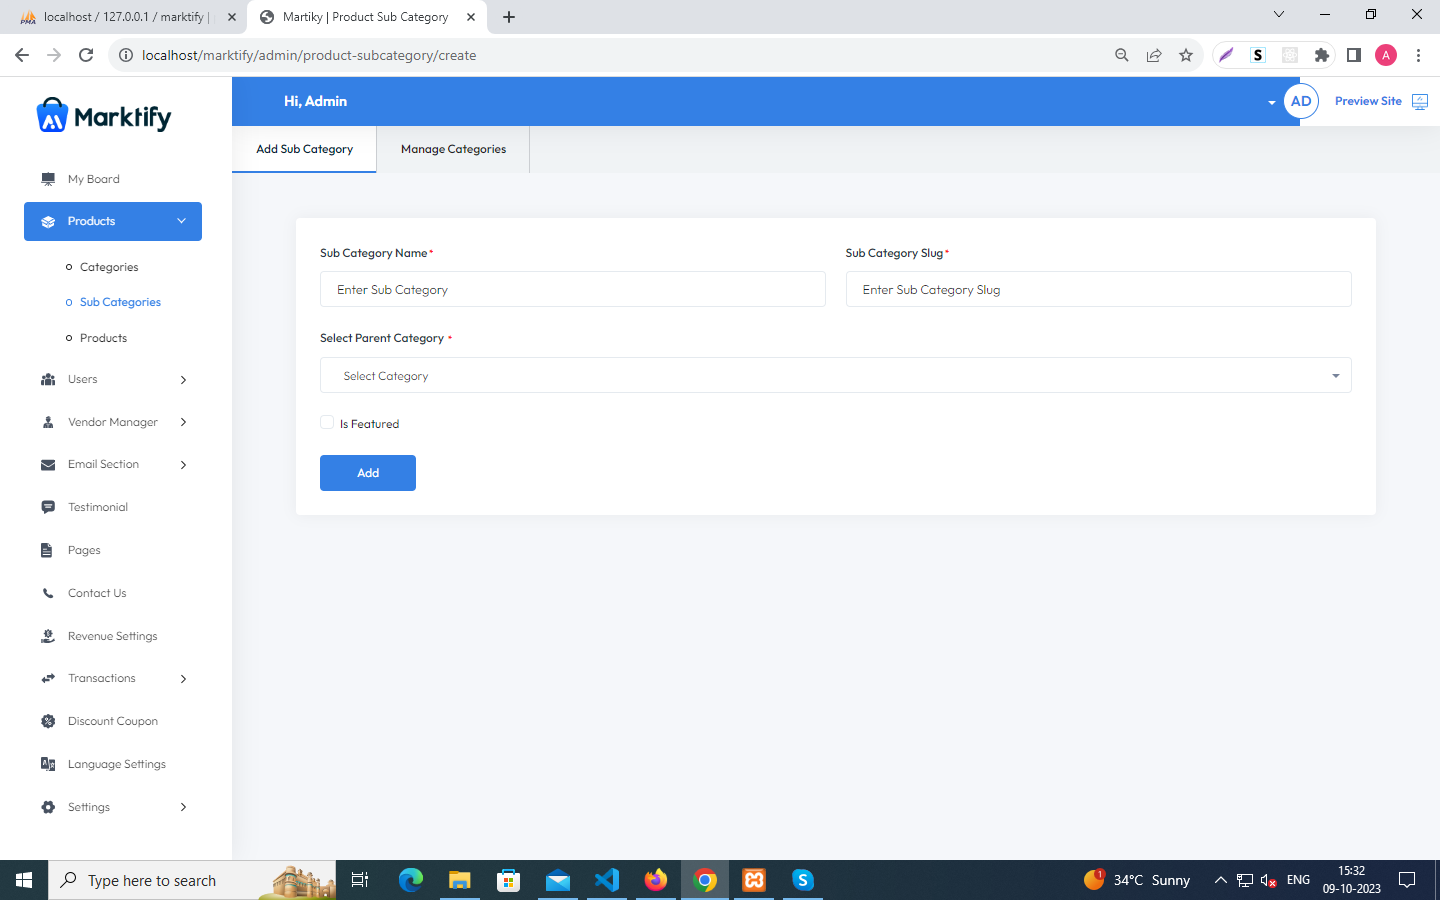 localhost / 127.0.0.1 / marktify |
Martiky | Product Sub Category
localhost/marktify/admin/product-subcategory/create
S
A
Marktify
Hi, Admin
AD
Preview Site
Add Sub Category
Manage Categories
My Board
Products
Categories
Sub Categories
Products
Users
Vendor Manager
Email Section
Testimonial
Pages
Contact Us
Revenue Settings
Transactions
Discount Coupon
Language Settings
Settings
Sub Category Name*
Enter Sub Category
Sub Category Slug*
Enter Sub Category Slug
Select Parent Category *
Select Category
Is Featured
Add
Type here to search
1
34°C Sunny
ENG
15:32
09-10-2023